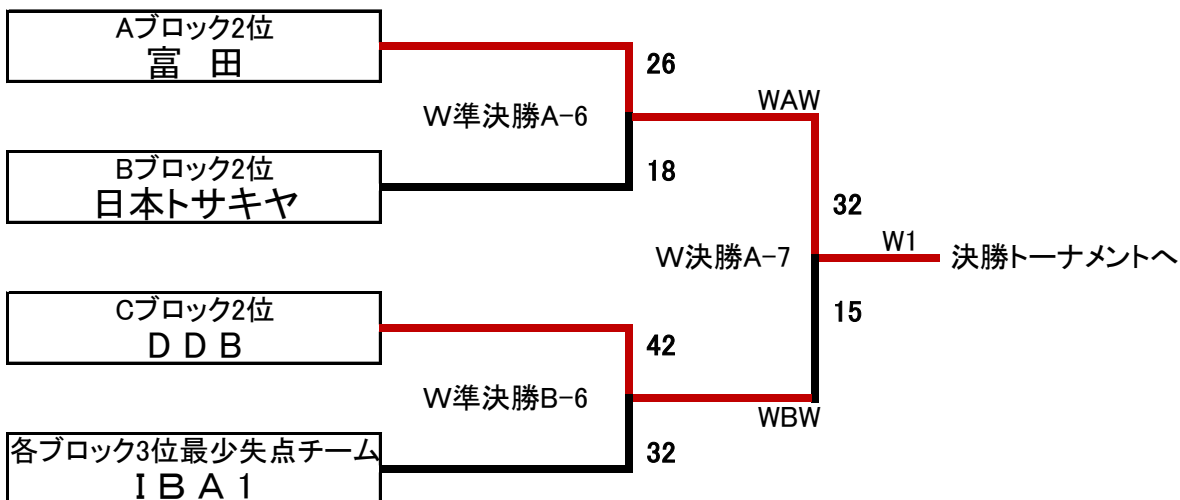 Aブロック2位
富　田
26
WAW
W準決勝A-6
Bブロック2位
日本トサキヤ
18
32
W決勝A-7
W1
決勝トーナメントへ
15
Cブロック2位
ＤＤＢ
42
W準決勝B-6
WBW
各ブロック3位最少失点チーム
ＩＢＡ１
32